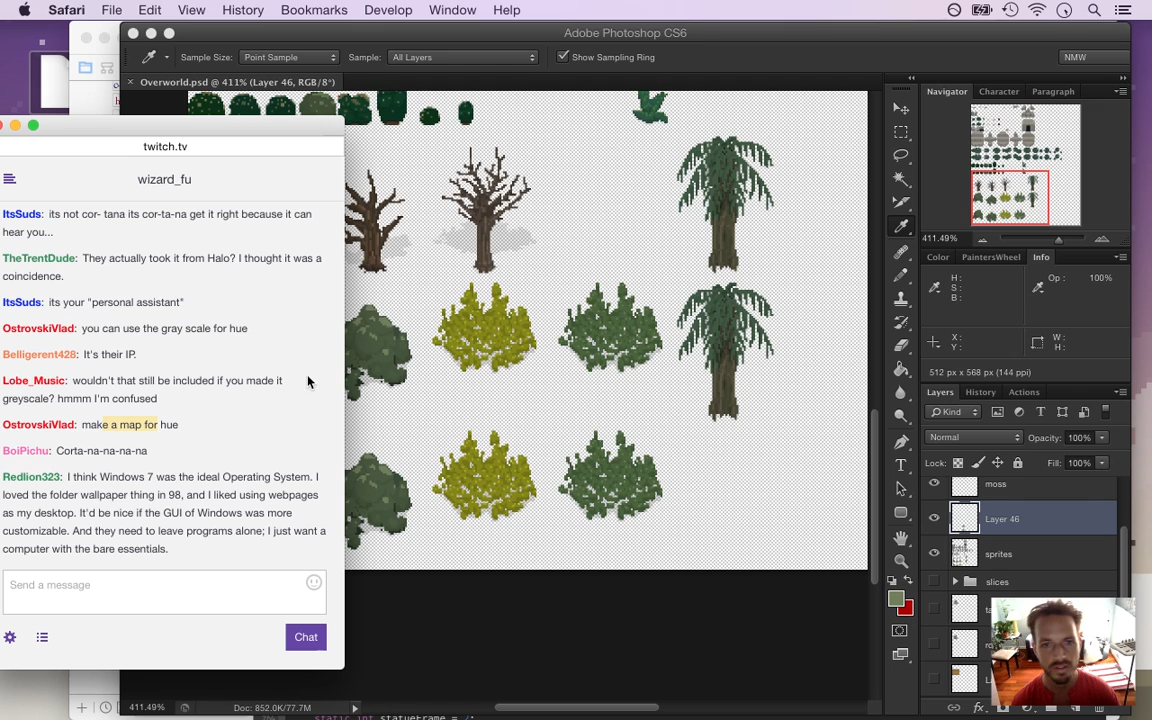 Safari File Edit View History Bookmarks Develop Window Help
Adobe Photoshop CS6
Sample Size: Point Sample Sample: All Layers Show Sampling Ring NMW
× Overworld.psd @ 411% (Layer 46, RGB/8*)
twitch.tv
wizard_fu
ItsSuds: its not cor- tana its cor-ta-na get it right because it can
hear you...
TheTrentDude: They actually took it from Halo? I thought it was a
coincidence.
ItsSuds: its your "personal assistant"
OstrovskiVlad: you can use the gray scale for hue
Belligerent428: It's their IP.
Lobe_Music: wouldn't that still be included if you made it
greyscale? hmmm I'm confused
OstrovskiVlad: make a map for hue
BoiPichu: Corta-na-na-na-na
Redlion323: I think Windows 7 was the ideal Operating System. I
loved the folder wallpaper thing in 98, and I liked using webpages
as my desktop. It'd be nice if the GUI of Windows was more
customizable. And they need to leave programs alone; I just want a
computer with the bare essentials.
Send a message
Chat
Navigator Character Paragraph
411.49%
Color PaintersWheel Info
H:
S:
B:
Op: 100%
X:
Y:
W:
H:
512 px x 568 px (144 ppi)
Layers History Actions
Kind
Normal Opacity: 100%
Lock: Fill: 100%
moss
Layer 46
sprites
slices
411.49% Doc: 852.0K/77.7M
static int statueFrame = 2;